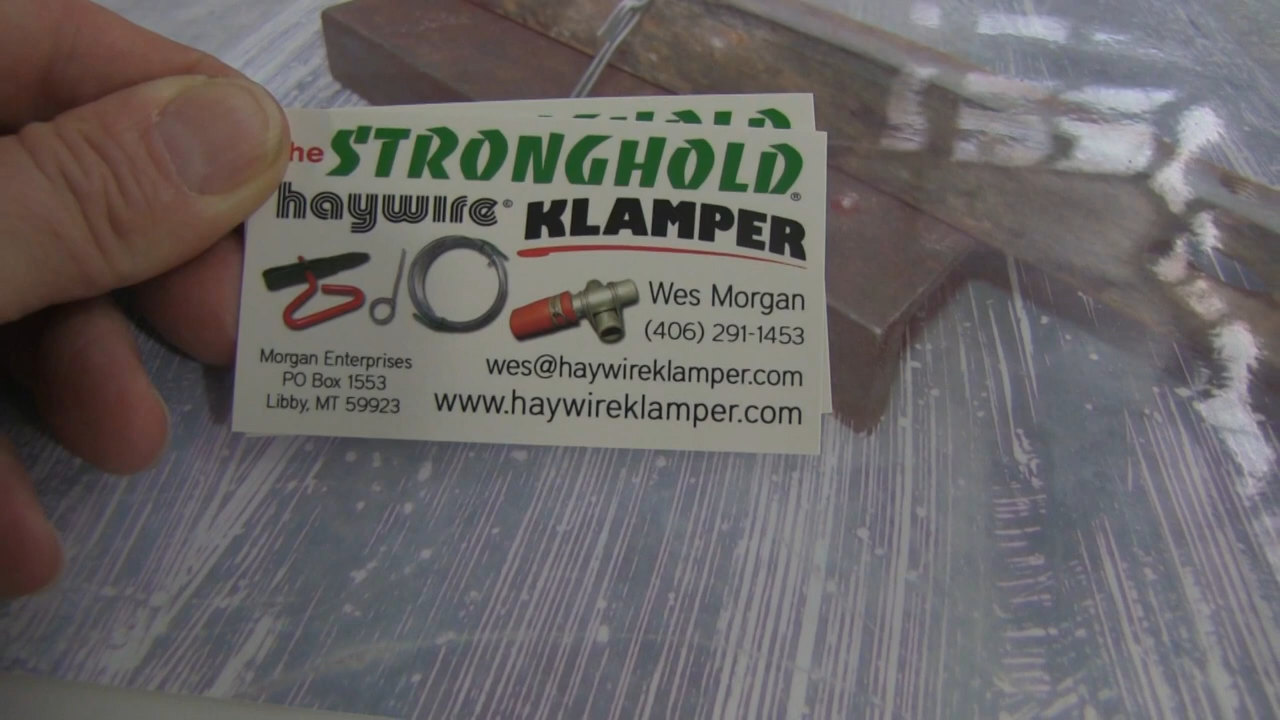 HOLD
the STRONGHOLD®
haywire® KLAMPER
Wes Morgan
(406) 291-1453
Morgan Enterprises
PO Box 1553
Libby, MT 59923
wes@haywireklamper.com
www.haywireklamper.com